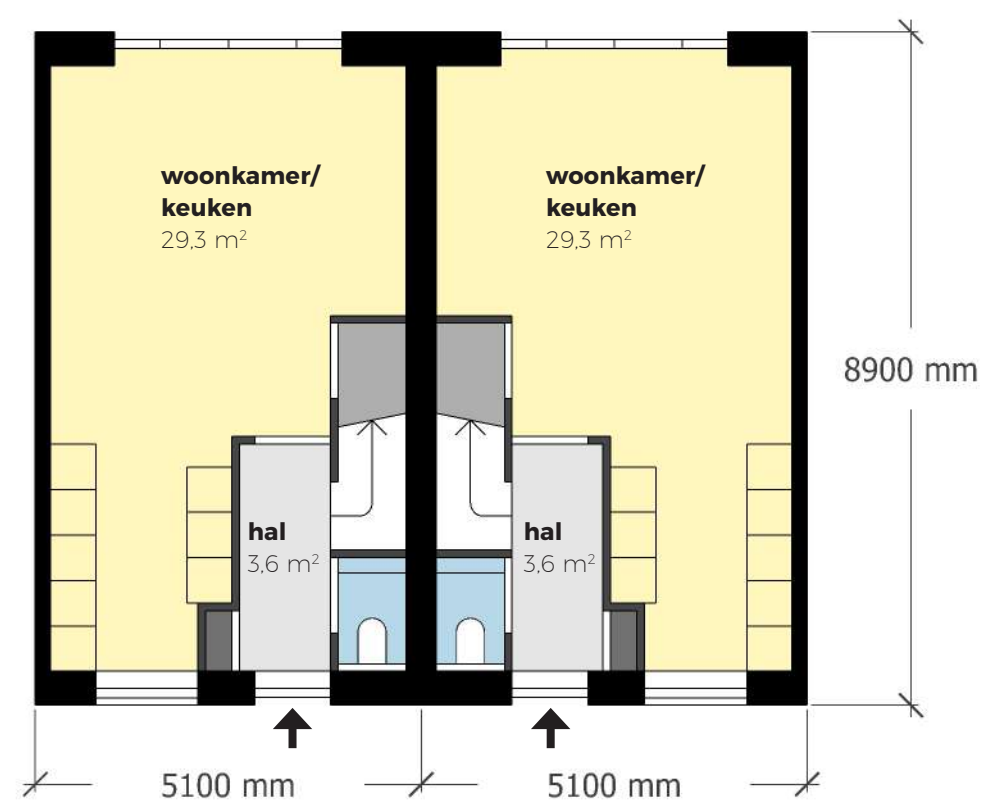 woonkamer/
keuken
29,3 m²
woonkamer/
keuken
29,3 m²
8900 mm
hal
3,6 m²
hal
3,6 m²
5100 mm
5100 mm